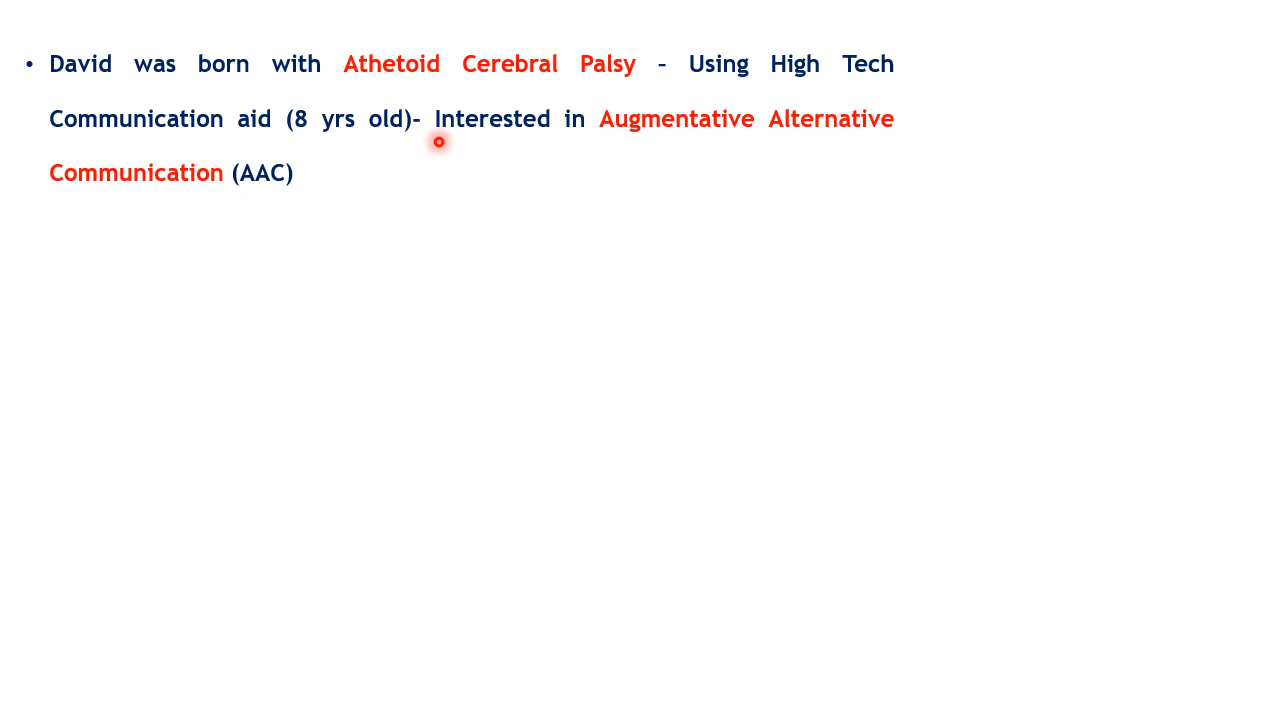 • David was born with Athetoid Cerebral Palsy – Using High Tech
Communication aid (8 yrs old)- Interested in Augmentative Alternative
Communication (AAC)